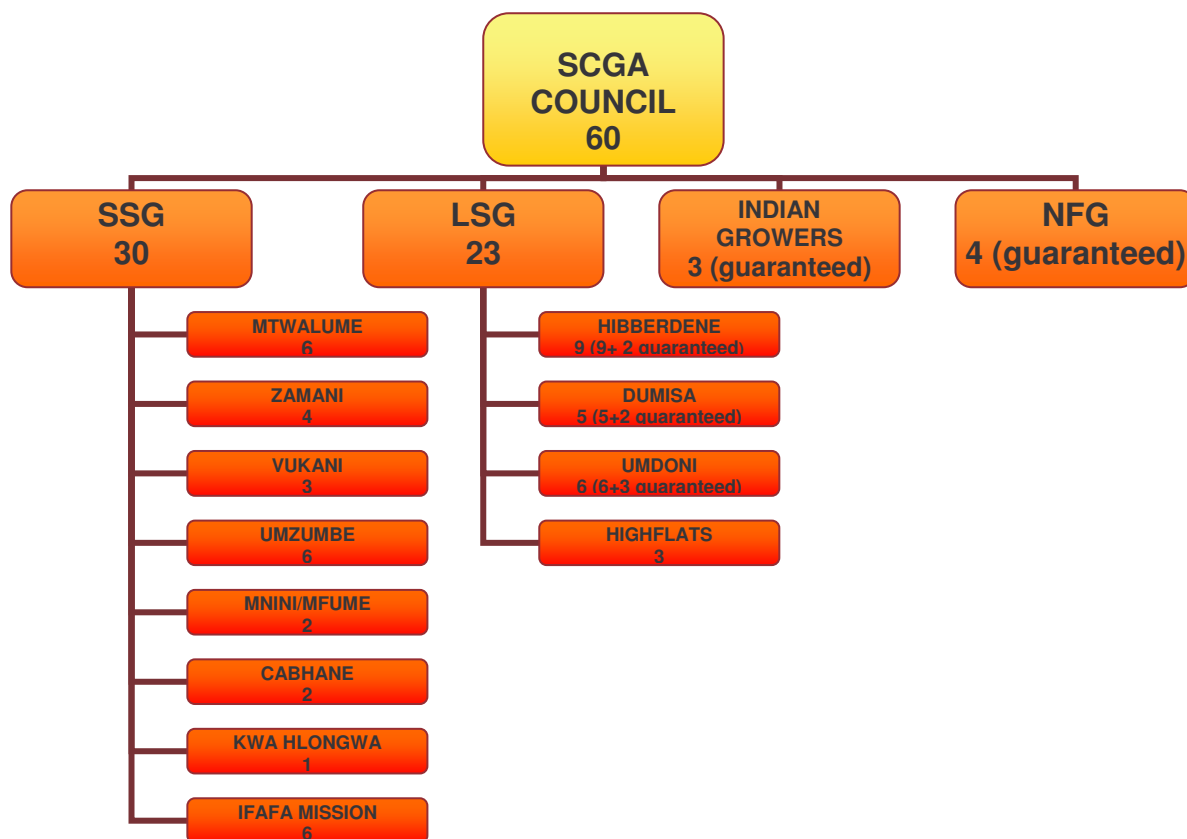 SCGA
COUNCIL
60
SSG
30
LSG
23
INDIAN
GROWERS
3 (guaranteed)
NFG
4 (guaranteed)
MTWALUME
6
ZAMANI
4
VUKANI
3
UMZUMBE
6
MNINI/MFUME
2
CABHANE
2
KWA HLONGWA
1
IFAFA MISSION
6
HIBBERDENE
9 (9+ 2 guaranteed)
DUMISA
5 (5+2 guaranteed)
UMDONI
6 (6+3 guaranteed)
HIGHFLATS
3